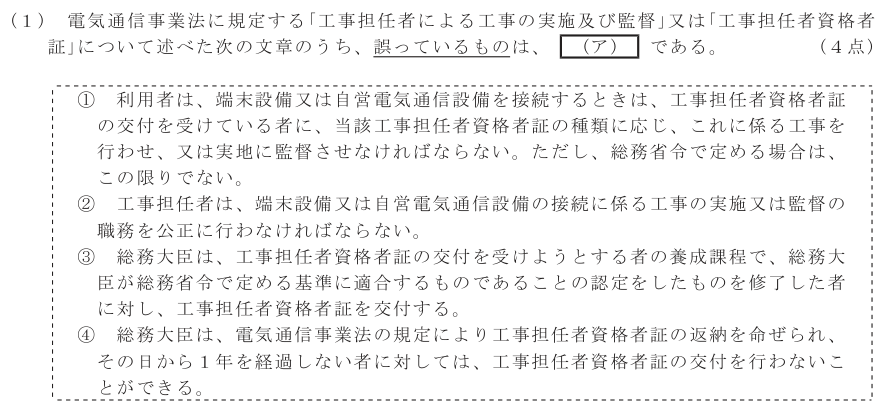 (1) 電気通信事業法に規定する「工事担任者による工事の実施及び監督」又は「工事担任者資格者
証」について述べた次の文章のうち、誤っているものは、 (ア) である。 (4点)
① 利用者は、端末設備又は自営電気通信設備を接続するときは、工事担任者資格者証
の交付を受けている者に、当該工事担任者資格者証の種類に応じ、これに係る工事を
行わせ、又は実地に監督させなければならない。ただし、総務省令で定める場合は、
この限りでない。
② 工事担任者は、端末設備又は自営電気通信設備の接続に係る工事の実施又は監督の
職務を公正に行わなければならない。
③ 総務大臣は、工事担任者資格者証の交付を受けようとする者の養成課程で、総務大
臣が総務省令で定める基準に適合するものであることの認定をしたものを修了した者
に対し、工事担任者資格者証を交付する。
④ 総務大臣は、電気通信事業法の規定により工事担任者資格者証の返納を命ぜられ、
その日から1年を経過しない者に対しては、工事担任者資格者証の交付を行わないこ
とができる。